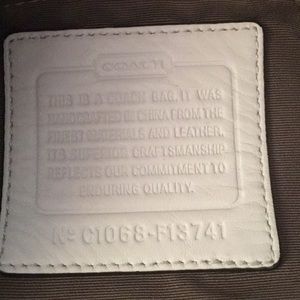 COACH
THIS IS A COACH BAG. IT WAS
HANDCRAFTED IN CHINA FROM THE
FINEST MATERIALS AND LEATHER.
ITS SUPERIOR CRAFTSMANSHIP
REFLECTS OUR COMMITMENT TO
ENDURING QUALITY.
Nº C1068-F13741